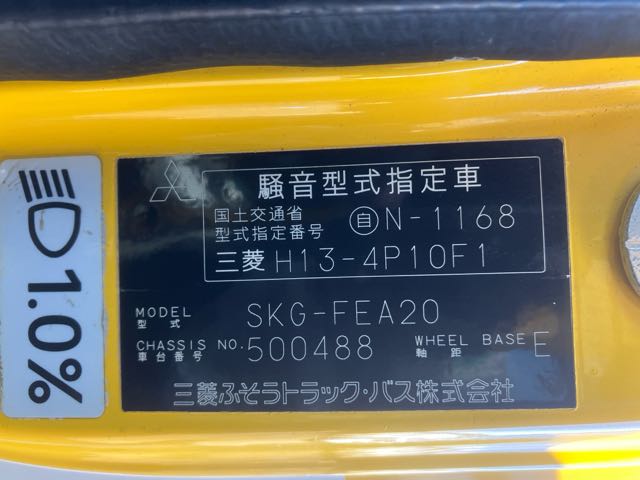 騒音型式指定車
国土交通省
型式指定番号 自N-1168
三菱 H13-4P10F1
MODEL
型式 SKG-FEA20
CHASSIS NO.
車台番号 500488
WHEEL BASE
軸距 E
三菱ふそうトラック・バス株式会社
1.0%